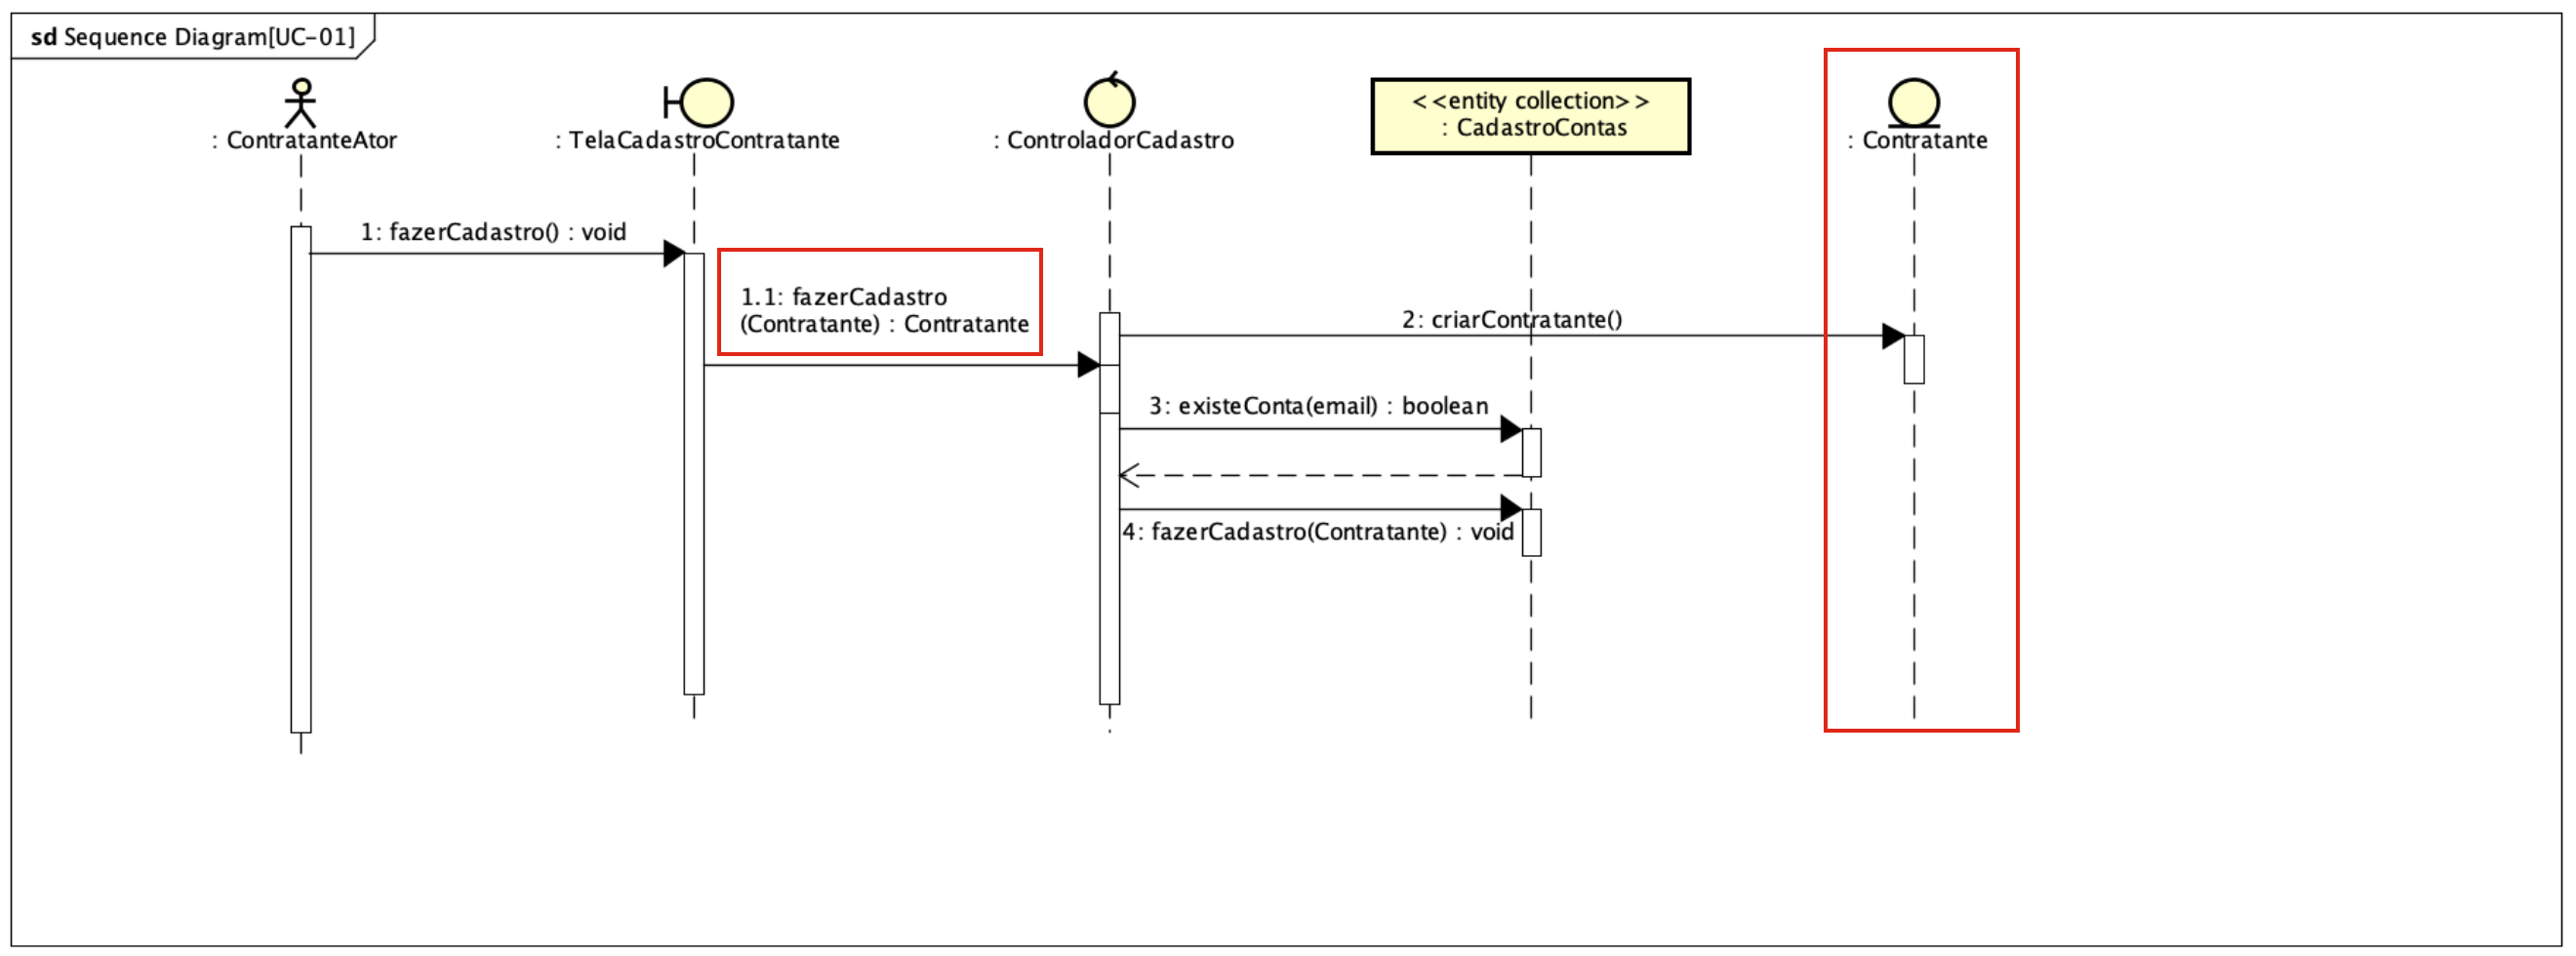 sd Sequence Diagram[UC-01]
: ContratanteAtor
: TelaCadastroContratante
: ControladorCadastro
<<entity collection>>
: CadastroContas
: Contratante
1: fazerCadastro() : void
1.1: fazerCadastro
(Contratante) : Contratante
2: criarContratante()
3: existeConta(email) : boolean
4: fazerCadastro(Contratante) : void